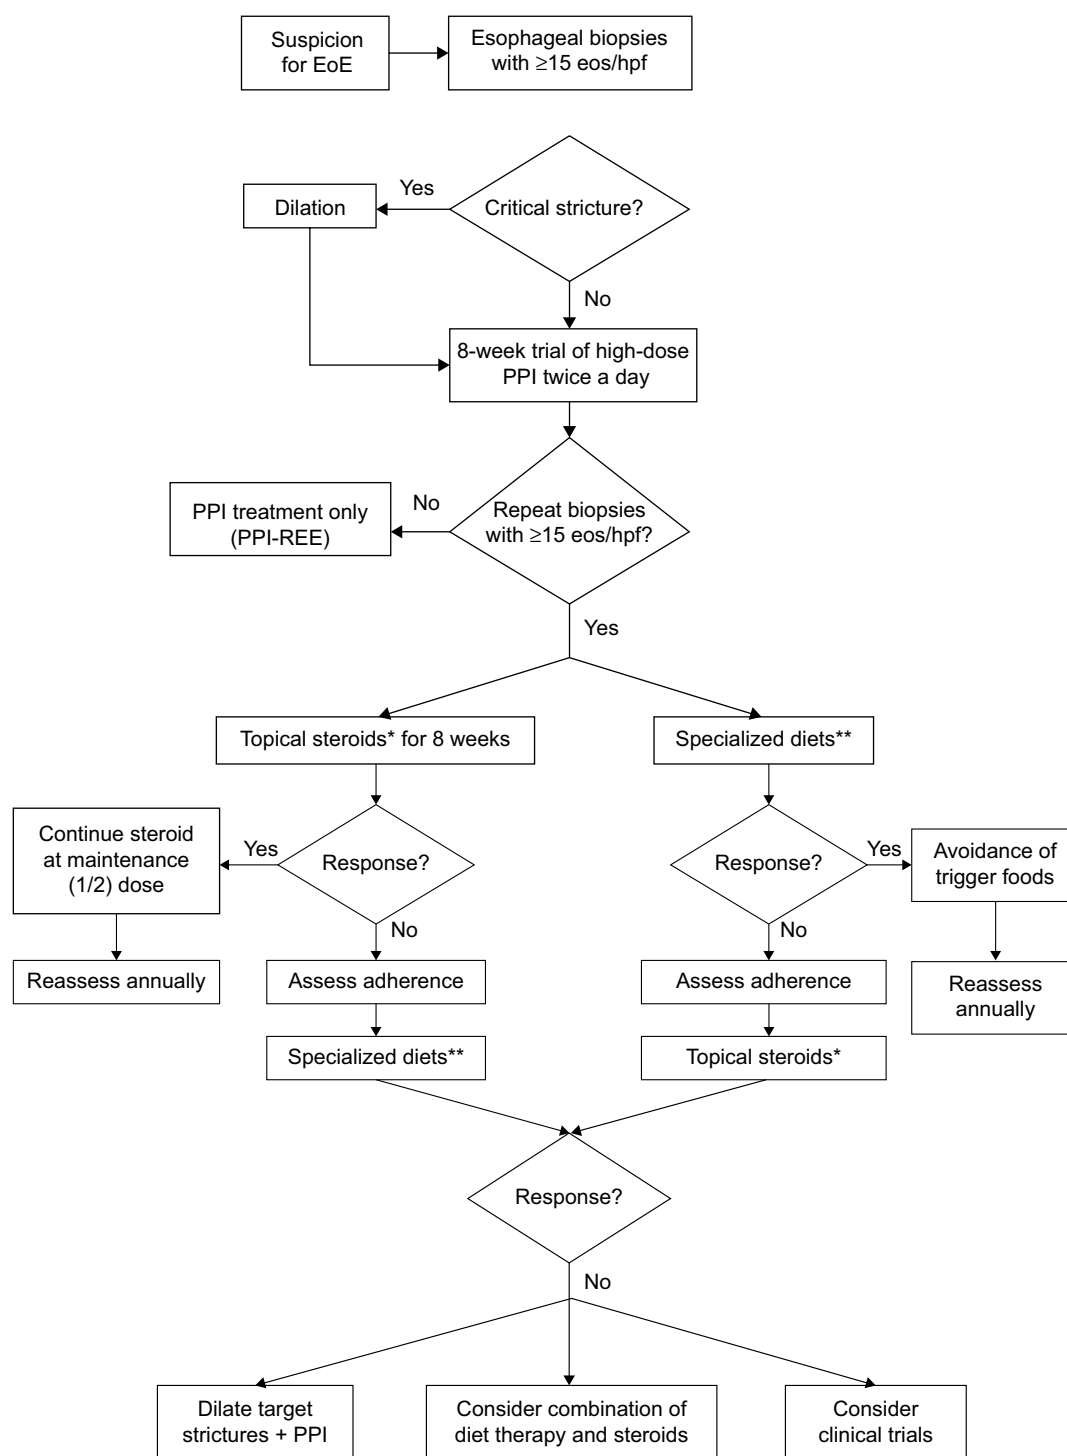 Suspicion
for EoE
Esophageal biopsies
with ≥15 eos/hpf
Critical stricture?
Yes
Dilation
No
8-week trial of high-dose
PPI twice a day
Repeat biopsies
with ≥15 eos/hpf?
No
PPI treatment only
(PPI-REE)
Yes
Topical steroids* for 8 weeks
Specialized diets**
Response?
Yes
Continue steroid
at maintenance
(1/2) dose
Reassess annually
No
Assess adherence
Specialized diets**
Response?
Yes
Avoidance of
trigger foods
Reassess
annually
No
Assess adherence
Topical steroids*
Response?
No
Dilate target
strictures + PPI
Consider combination of
diet therapy and steroids
Consider
clinical trials